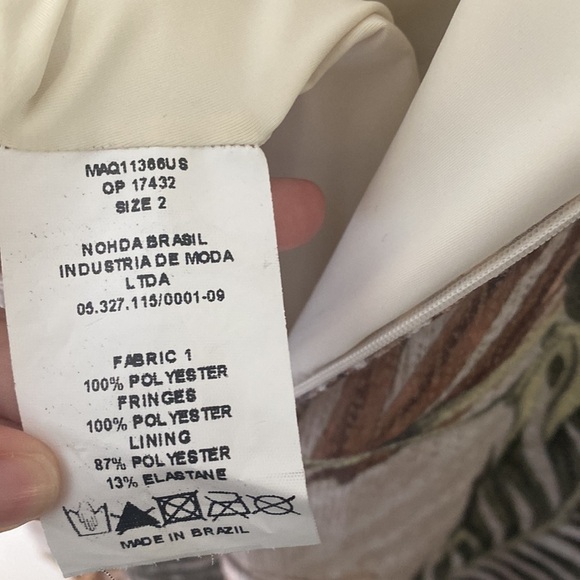 MAQ11366US
OP 17432
SIZE 2
NOHDA BRASIL
INDUSTRIA DE MODA
LTDA
05.327.115/0001-09
FABRIC 1
100% POLYESTER
FRINGES
100% POLYESTER
LINING
87% POLYESTER
13% ELASTANE
MADE IN BRAZIL